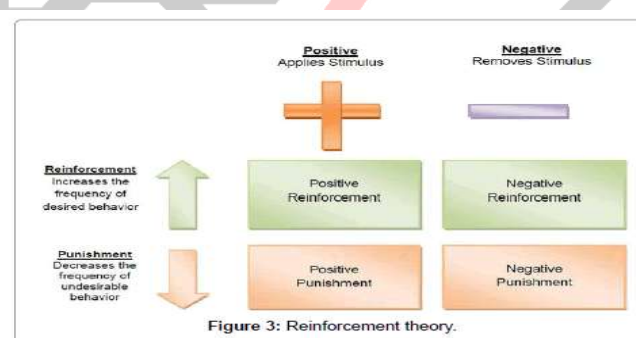 Positive
Applies Stimulus
Negative
Removes Stimulus
Reinforcement
Increases the
frequency of
desired behavior
Positive
Reinforcement
Negative
Reinforcement
Punishment
Decreases the
frequency of
undesirable
behavior
Positive
Punishment
Negative
Punishment
Figure 3: Reinforcement theory.